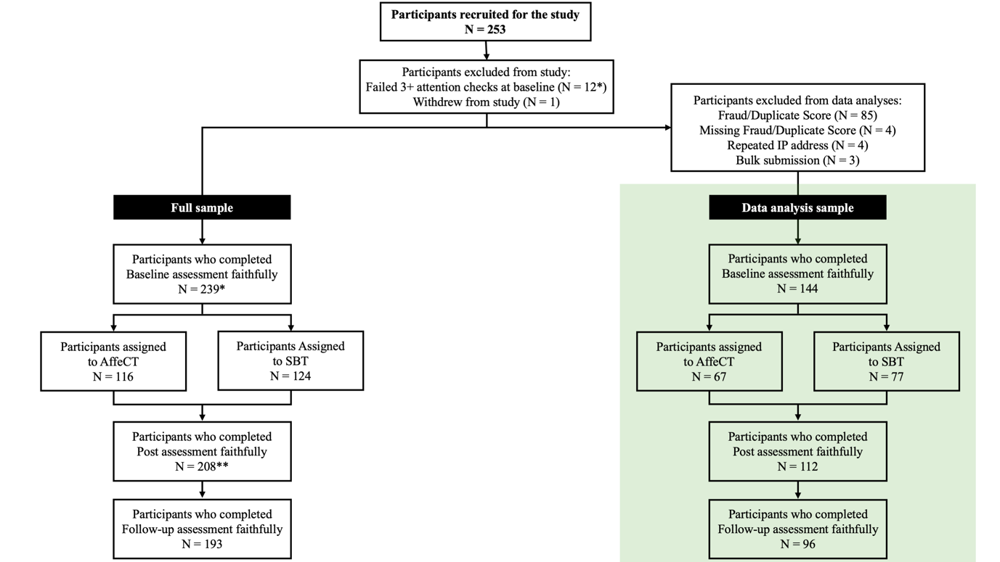 Participants recruited for the study
N = 253
Participants excluded from study:
Failed 3+ attention checks at baseline (N = 12*)
Withdrew from study (N = 1)
Participants excluded from data analyses:
Fraud/Duplicate Score (N = 85)
Missing Fraud/Duplicate Score (N = 4)
Repeated IP address (N = 4)
Bulk submission (N = 3)
Full sample
Participants who completed
Baseline assessment faithfully
N = 239*
Participants assigned
to AffeCT
N = 116
Participants Assigned
to SBT
N = 124
Participants who completed
Post assessment faithfully
N = 208**
Participants who completed
Follow-up assessment faithfully
N = 193
Data analysis sample
Participants who completed
Baseline assessment faithfully
N = 144
Participants assigned
to AffeCT
N = 67
Participants Assigned
to SBT
N = 77
Participants who completed
Post assessment faithfully
N = 112
Participants who completed
Follow-up assessment faithfully
N = 96